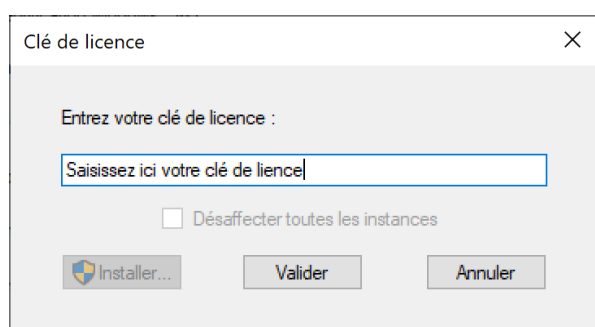 Clé de licence
Entrez votre clé de licence :
Saisissez ici votre clé de lience
Désaffecter toutes les instances
Installer... Valider Annuler